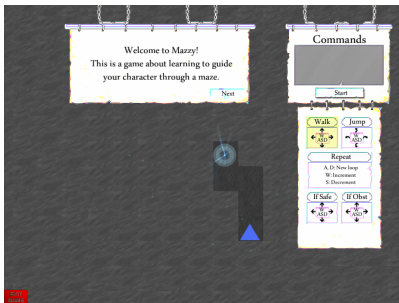 Welcome to Mazzy!
This is a game about learning to guide
your character through a maze.
Next
Commands
Start
Walk
Jump
W
ASD
W
ASD
Repeat
A, D: New loop
W: Increment
S: Decrement
If Safe
If Obst
W
ASD
W
ASD